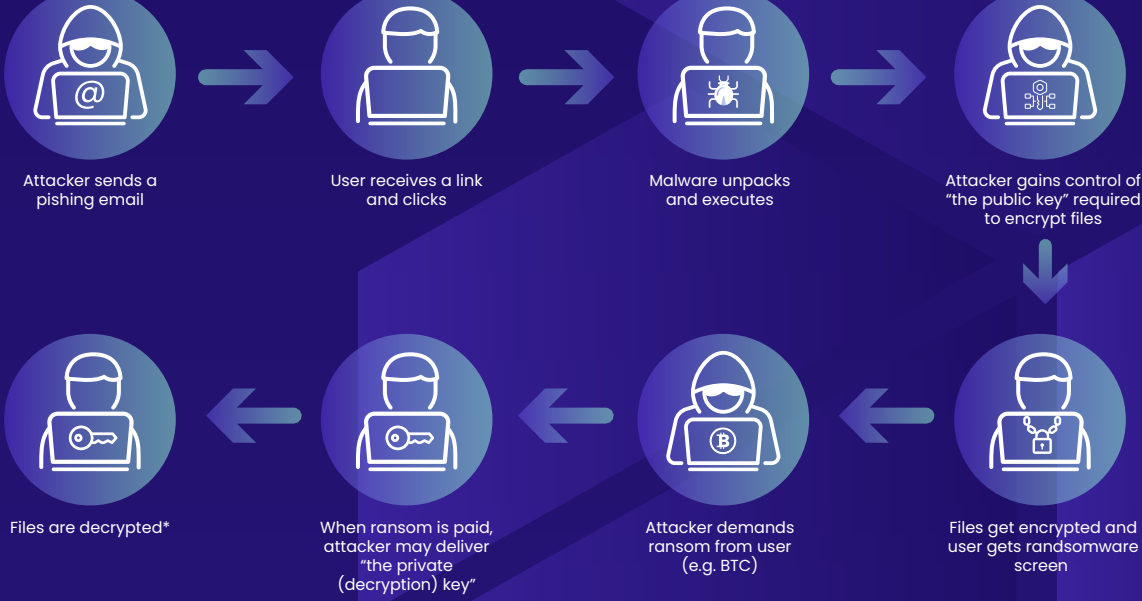 @
Attacker sends a
pishing email
User receives a link
and clicks
Malware unpacks
and executes
Attacker gains control of
“the public key” required
to encrypt files
Files are decrypted*
When ransom is paid,
attacker may deliver
“the private
(decryption) key”
Attacker demands
ransom from user
(e.g. BTC)
Files get encrypted and
user gets randsomware
screen